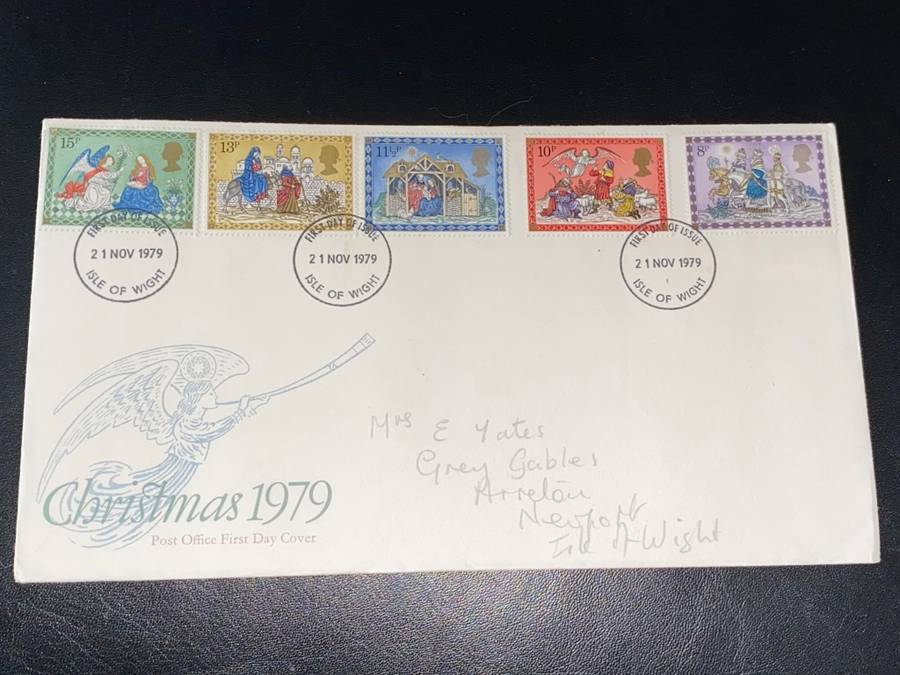 15P
13P
11½P
10P
8P
FIRST DAY OF ISSUE
21 NOV 1979
ISLE OF WIGHT
FIRST DAY OF ISSUE
21 NOV 1979
ISLE OF WIGHT
FIRST DAY OF ISSUE
21 NOV 1979
ISLE OF WIGHT
Mrs E Yates
Grey Gables
Arreton
Newport
Isle of Wight
Christmas 1979
Post Office First Day Cover